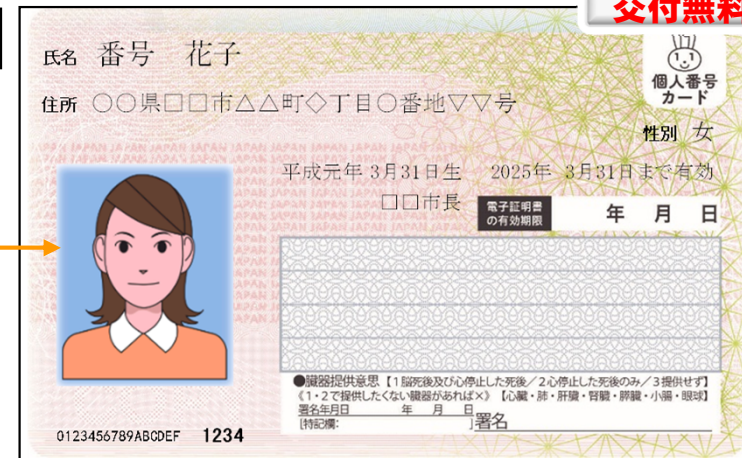 交付無料
氏名 番号 花子
個人番号
カード
住所 ○○県□□市△△町◇丁目○番地▽▽号
性別 女
平成元年 3月31日生 2025年 3月31日まで有効
□□市長 電子証明書の有効期限 年 月 日
●臓器提供意思【1 脳死後及び心停止した死後／2 心停止した死後のみ／3 提供せず】
《1・2で提供したくない臓器があれば×》【心臓・肺・肝臓・腎臓・膵臓・小腸・眼球】
署名年月日 年 月 日
[特記欄: ] 署名
0123456789ABCDEF 1234